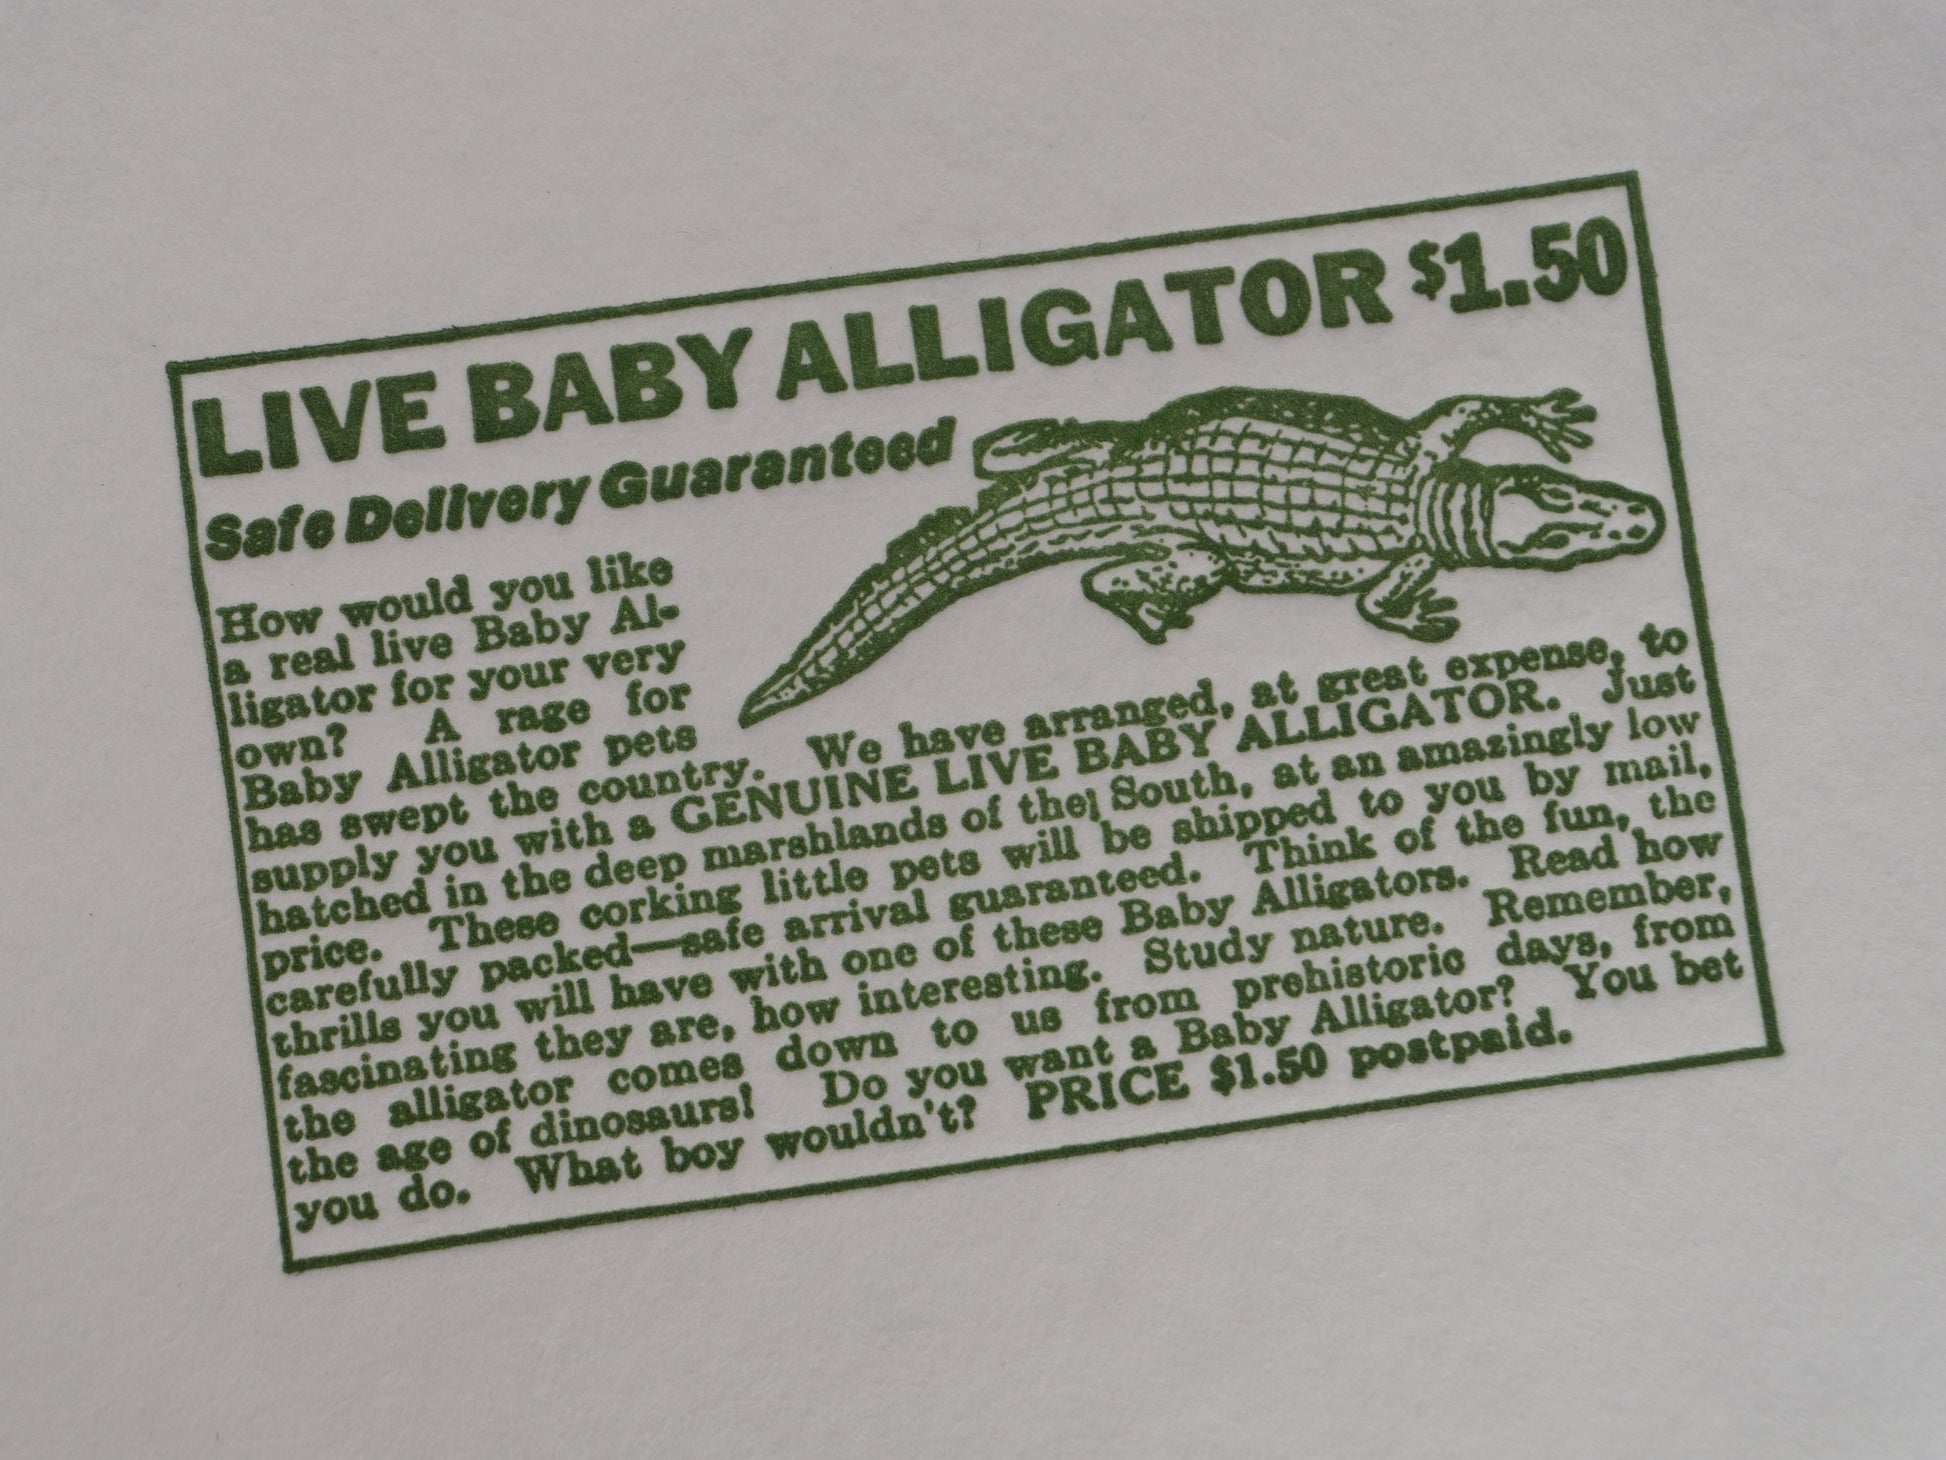 LIVE BABY ALLIGATOR $1.50
Safe Delivery Guaranteed
How would you like
a real live Baby Al-
ligator for your very
own? A rage for
Baby Alligator pets
has swept the country. We have arranged, at great expense, to
supply you with a GENUINE LIVE BABY ALLIGATOR. Just
hatched in the deep marshlands of the South, at an amazingly low
price. These corking little pets will be shipped to you by mail,
carefully packed—safe arrival guaranteed. Think of the fun, the
thrills you will have with one of these Baby Alligators. Read how
fascinating they are, how interesting. Study nature. Remember,
the alligator comes down to us from prehistoric days, from
the age of dinosaurs! Do you want a Baby Alligator? You bet
you do. What boy wouldn't? PRICE $1.50 postpaid.